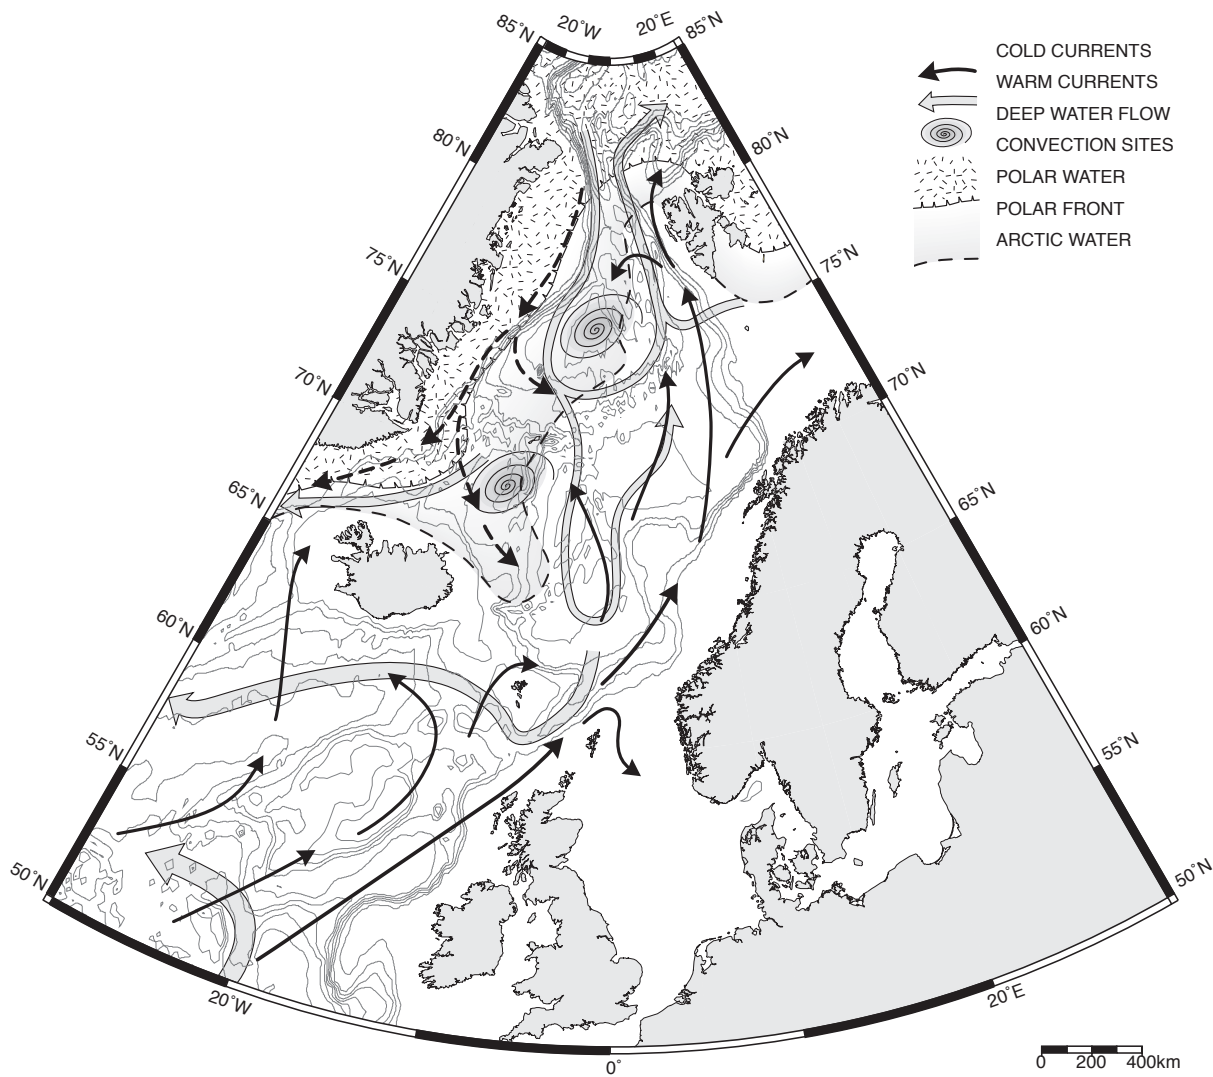 85˚N
20˚W
20˚E
85˚N
COLD CURRENTS
WARM CURRENTS
DEEP WATER FLOW
CONVECTION SITES
POLAR WATER
POLAR FRONT
ARCTIC WATER
80˚N
80˚N
75˚N
75˚N
70˚N
70˚N
65˚N
65˚N
60˚N
60˚N
55˚N
55˚N
50˚N
50˚N
20˚W
20˚E
0˚
0 200 400km